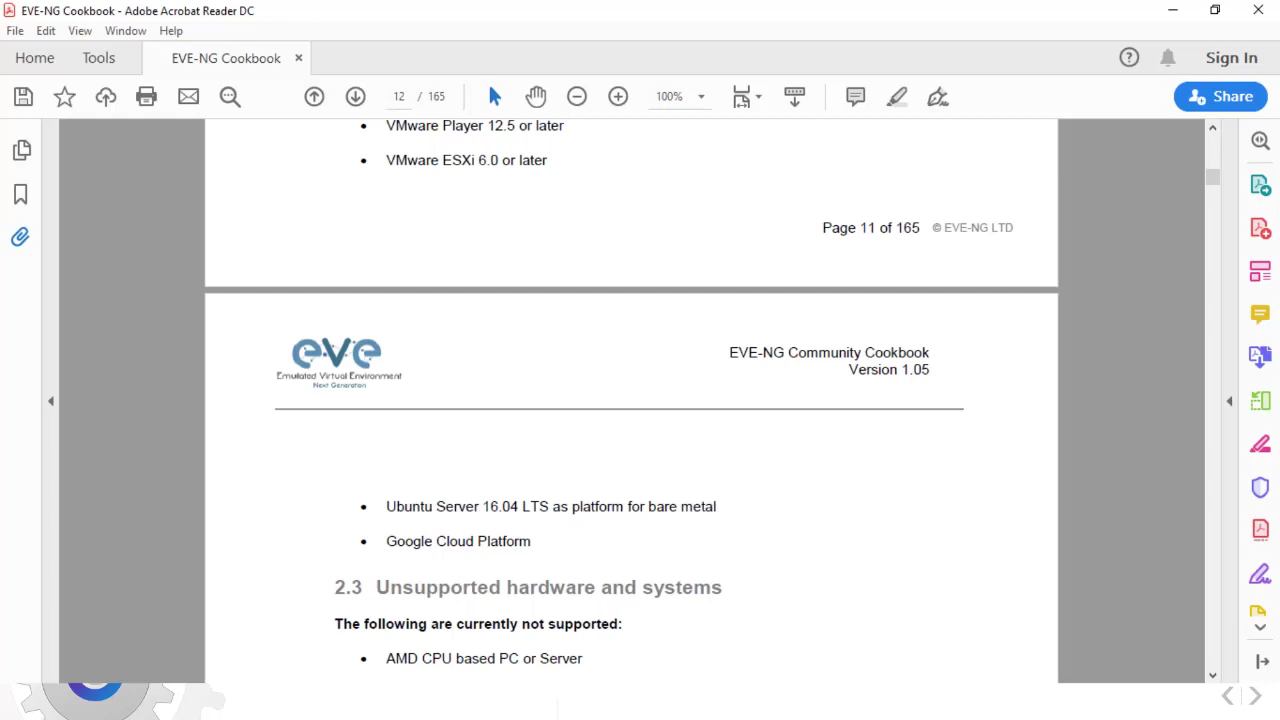 EVE-NG Cookbook - Adobe Acrobat Reader DC
File Edit View Window Help
Home Tools EVE-NG Cookbook × Sign In
12 / 165 100% Share
• VMware Player 12.5 or later
• VMware ESXi 6.0 or later
Page 11 of 165 © EVE-NG LTD
eve
Emulated Virtual Environment
Next Generation
EVE-NG Community Cookbook
Version 1.05
• Ubuntu Server 16.04 LTS as platform for bare metal
• Google Cloud Platform
2.3 Unsupported hardware and systems
The following are currently not supported:
• AMD CPU based PC or Server